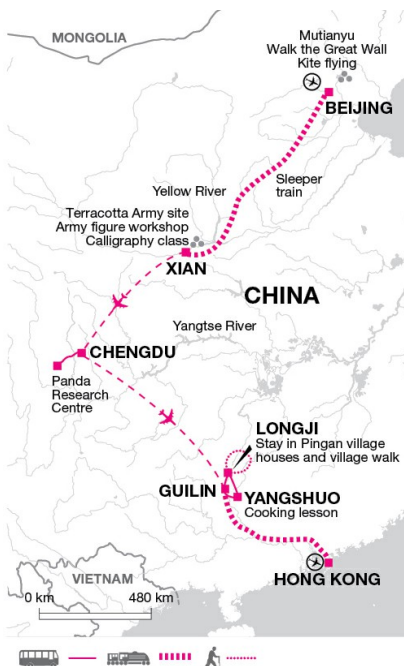 MONGOLIA
Mutianyu
Walk the Great Wall
Kite flying
BEIJING
Sleeper
train
Yellow River
Terracotta Army site
Army figure workshop
Calligraphy class
XIAN
CHINA
Yangtse River
CHENGDU
Panda
Research
Centre
LONGJI
Stay in Pingan village
houses and village walk
GUILIN
YANGSHUO
Cooking lesson
HONG KONG
VIETNAM
0 km 480 km